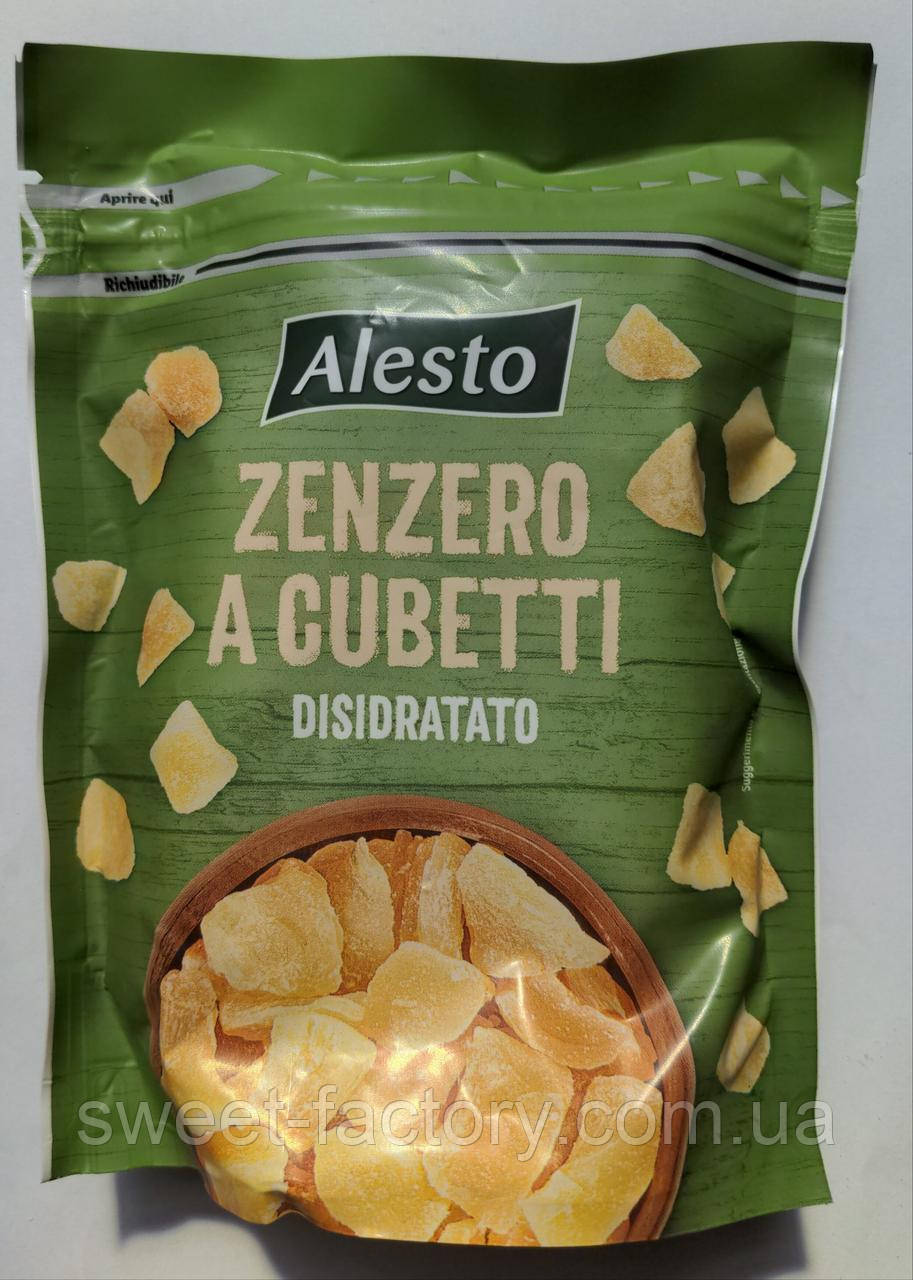 Aprire qui
Richiudibile
Alesto
ZENZERO
A CUBETTI
DISIDRATATO
sweet-factory.com.ua